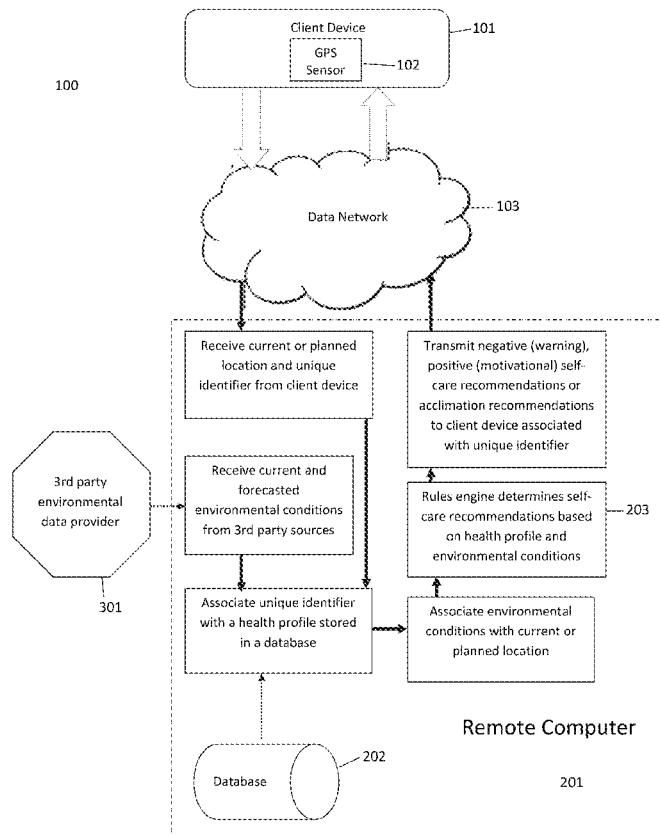 Client Device
101
GPS
Sensor
102
100
Data Network
103
Receive current or planned
location and unique
identifier from client device
Transmit negative (warning),
positive (motivational) self-
care recommendations or
acclimation recommendations
to client device associated
with unique identifier
3rd party
environmental
data provider
301
Receive current and
forecasted
environmental conditions
from 3rd party sources
Rules engine determines self-
care recommendations based
on health profile and
environmental conditions
203
Associate unique identifier
with a health profile stored
in a database
Associate environmental
conditions with current or
planned location
Remote Computer
201
Database
202